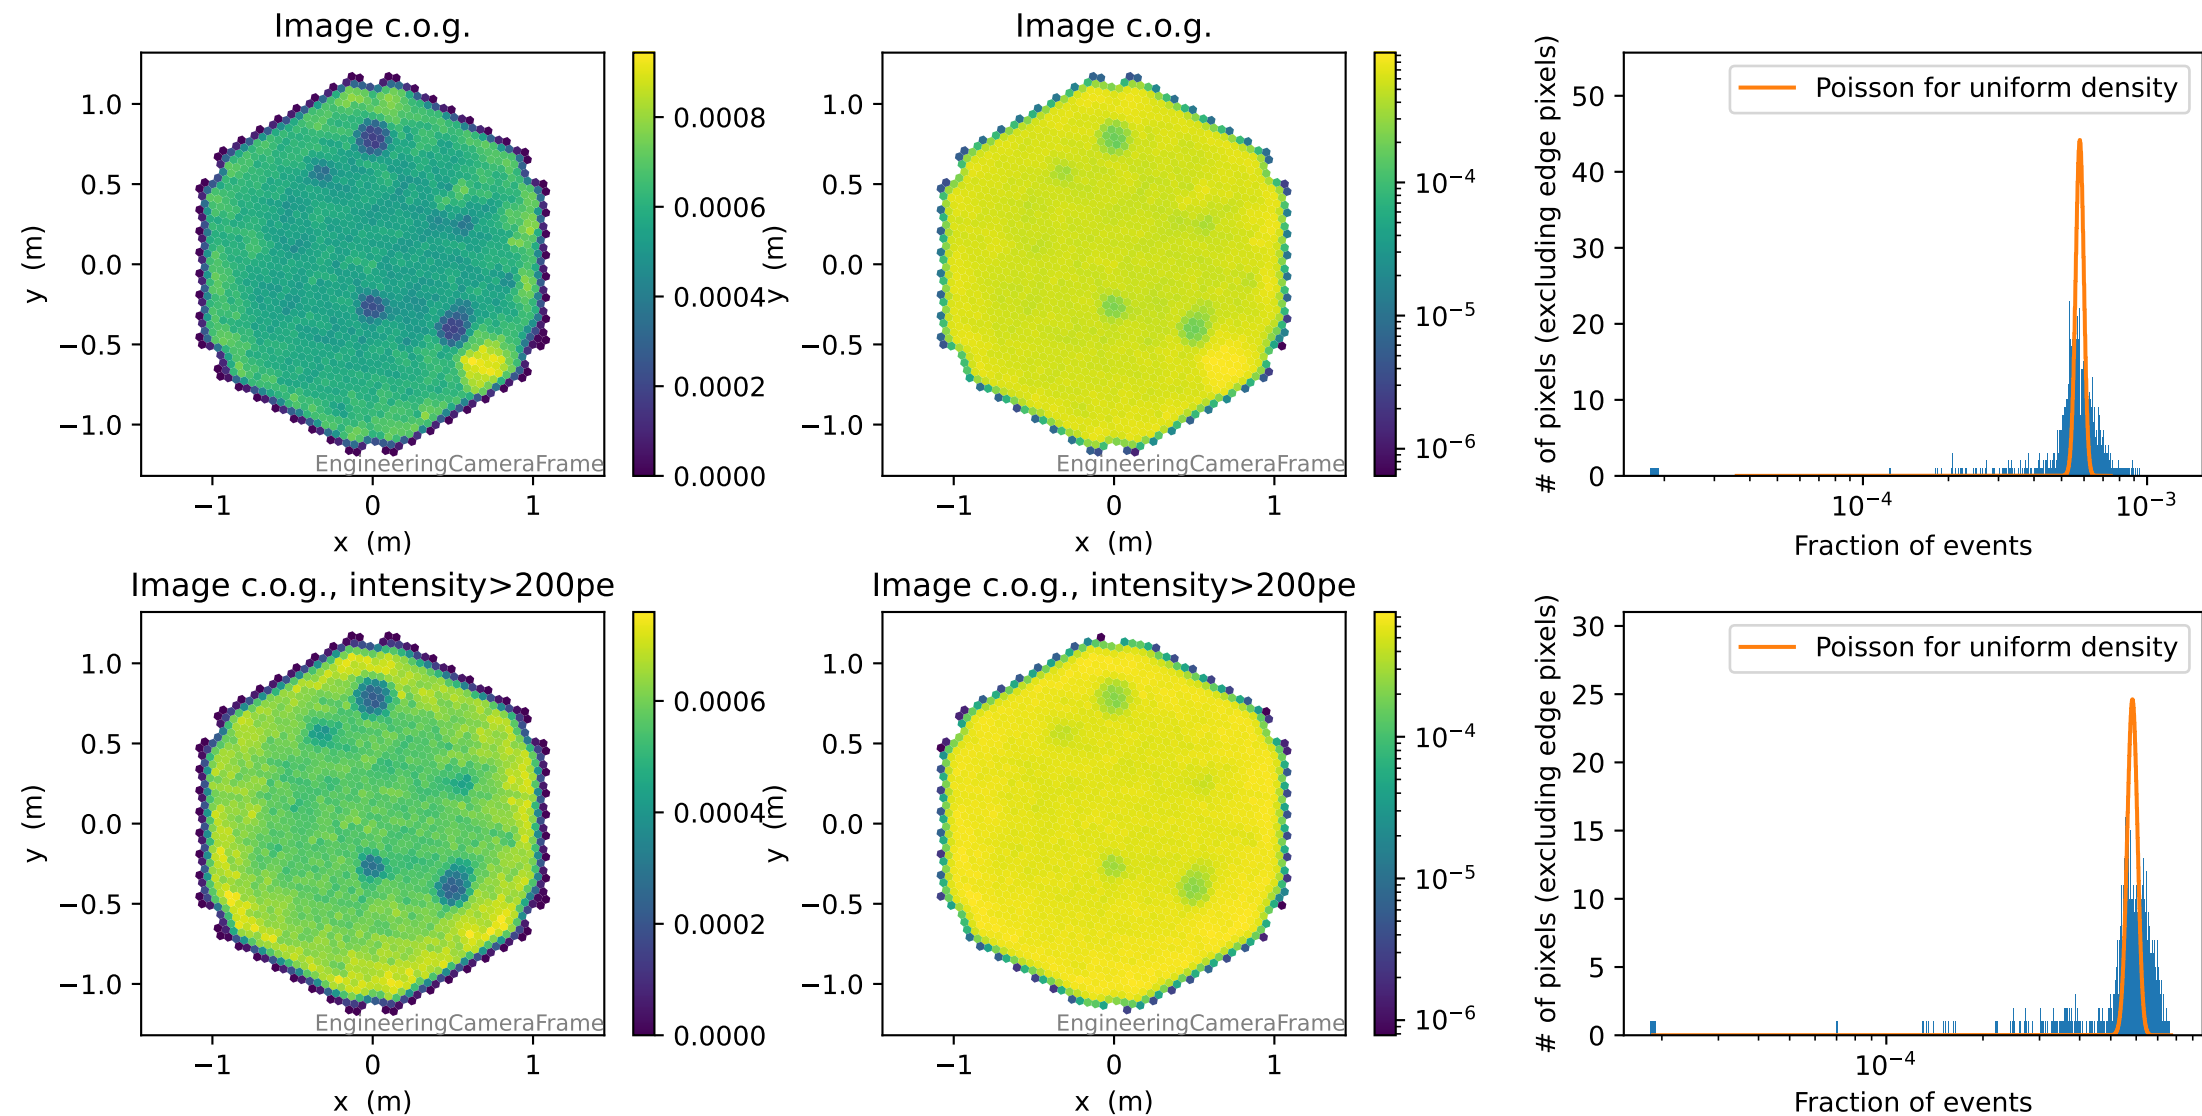 Image c.o.g.
1.0
0.5
0.0
−0.5
−1.0
y (m)
−1
0
1
x (m)
EngineeringCameraFrame
0.0008
0.0006
0.0004
0.0002
0.0000
Image c.o.g.
1.0
0.5
0.0
−0.5
−1.0
y (m)
−1
0
1
x (m)
EngineeringCameraFrame
10−4
10−5
10−6
# of pixels (excluding edge pixels)
50
40
30
20
10
0
Poisson for uniform density
10−4
10−3
Fraction of events
Image c.o.g., intensity>200pe
1.0
0.5
0.0
−0.5
−1.0
y (m)
−1
0
1
x (m)
EngineeringCameraFrame
0.0006
0.0004
0.0002
0.0000
Image c.o.g., intensity>200pe
1.0
0.5
0.0
−0.5
−1.0
y (m)
−1
0
1
x (m)
EngineeringCameraFrame
10−4
10−5
10−6
# of pixels (excluding edge pixels)
30
25
20
15
10
5
0
Poisson for uniform density
10−4
Fraction of events